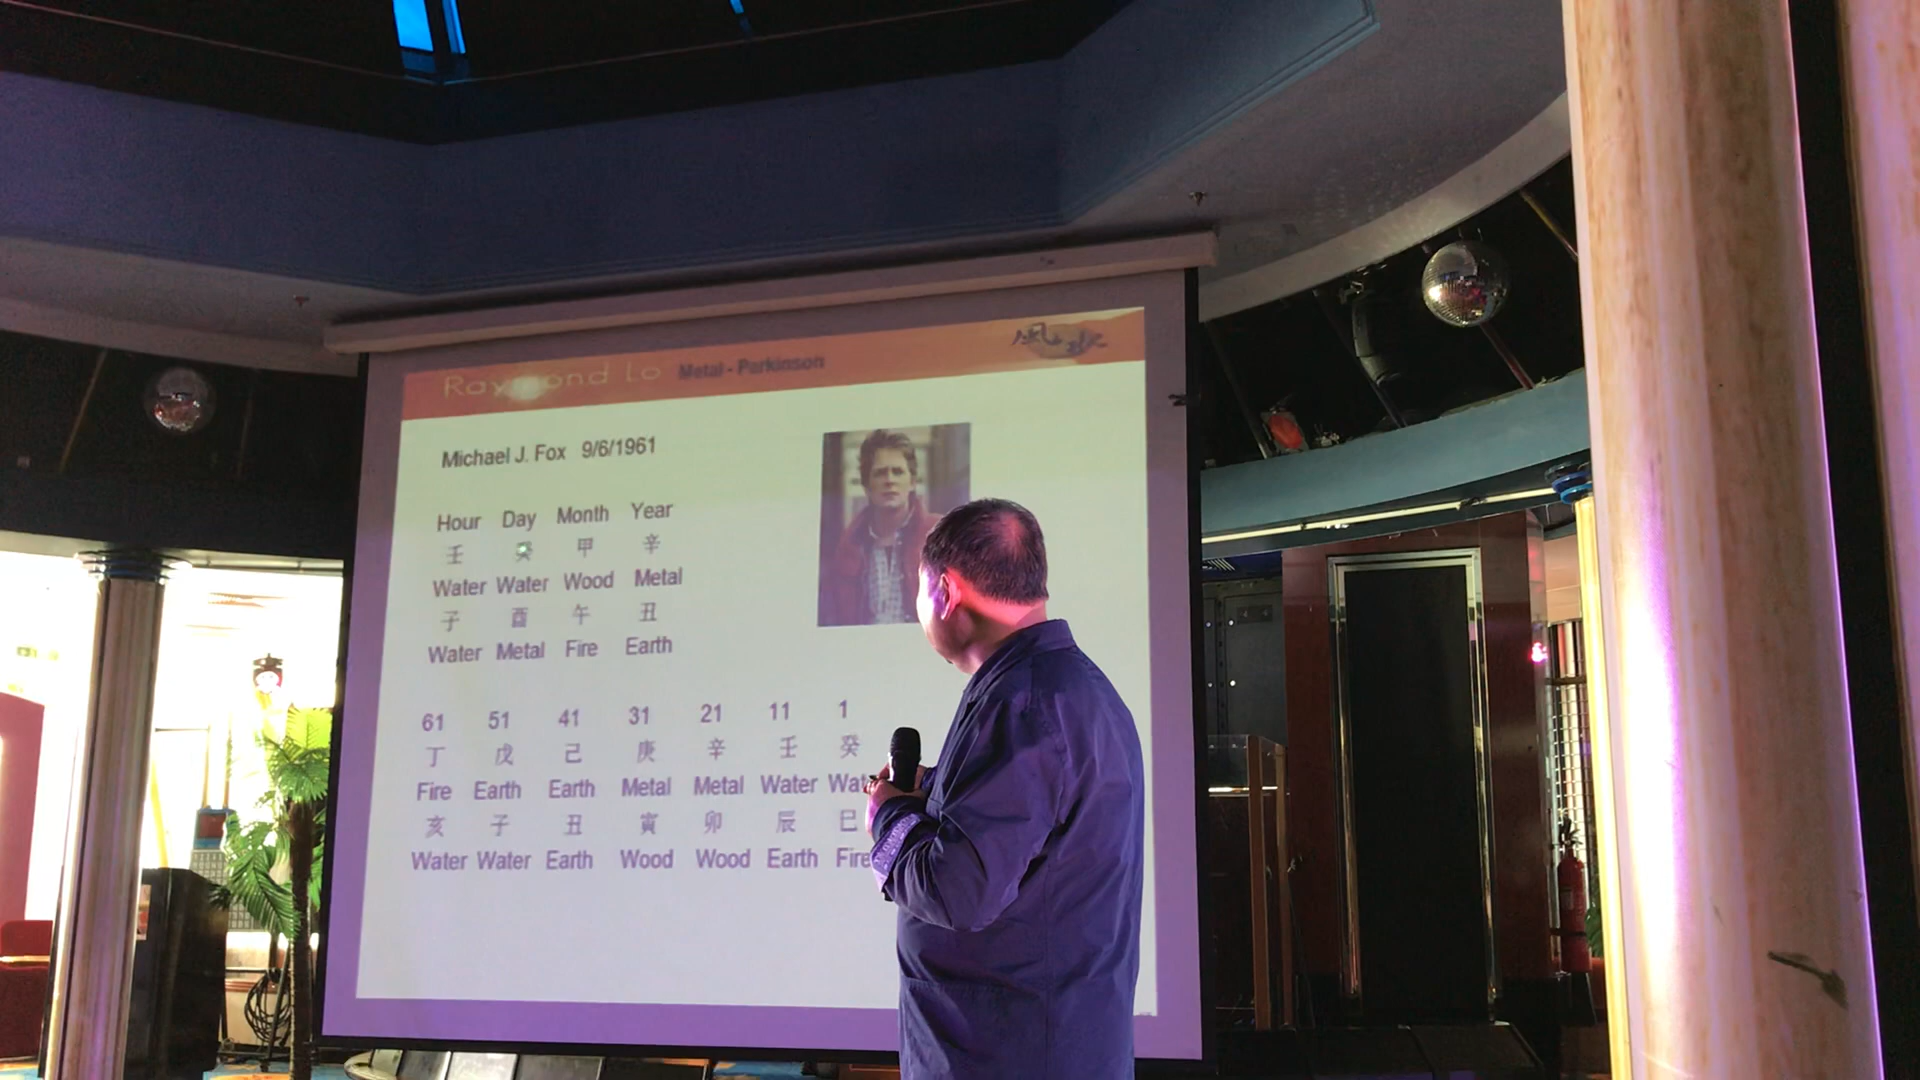 Raymond Lo Metal - Parkinson
Michael J. Fox 9/6/1961
Hour Day Month Year
壬 癸 甲 辛
Water Water Wood Metal
子 酉 午 丑
Water Metal Fire Earth
61 51 41 31 21 11 1
丁 戊 己 庚 辛 壬 癸
Fire Earth Earth Metal Metal Water Wat
亥 子 丑 寅 卯 辰 巳
Water Water Earth Wood Wood Earth Fire